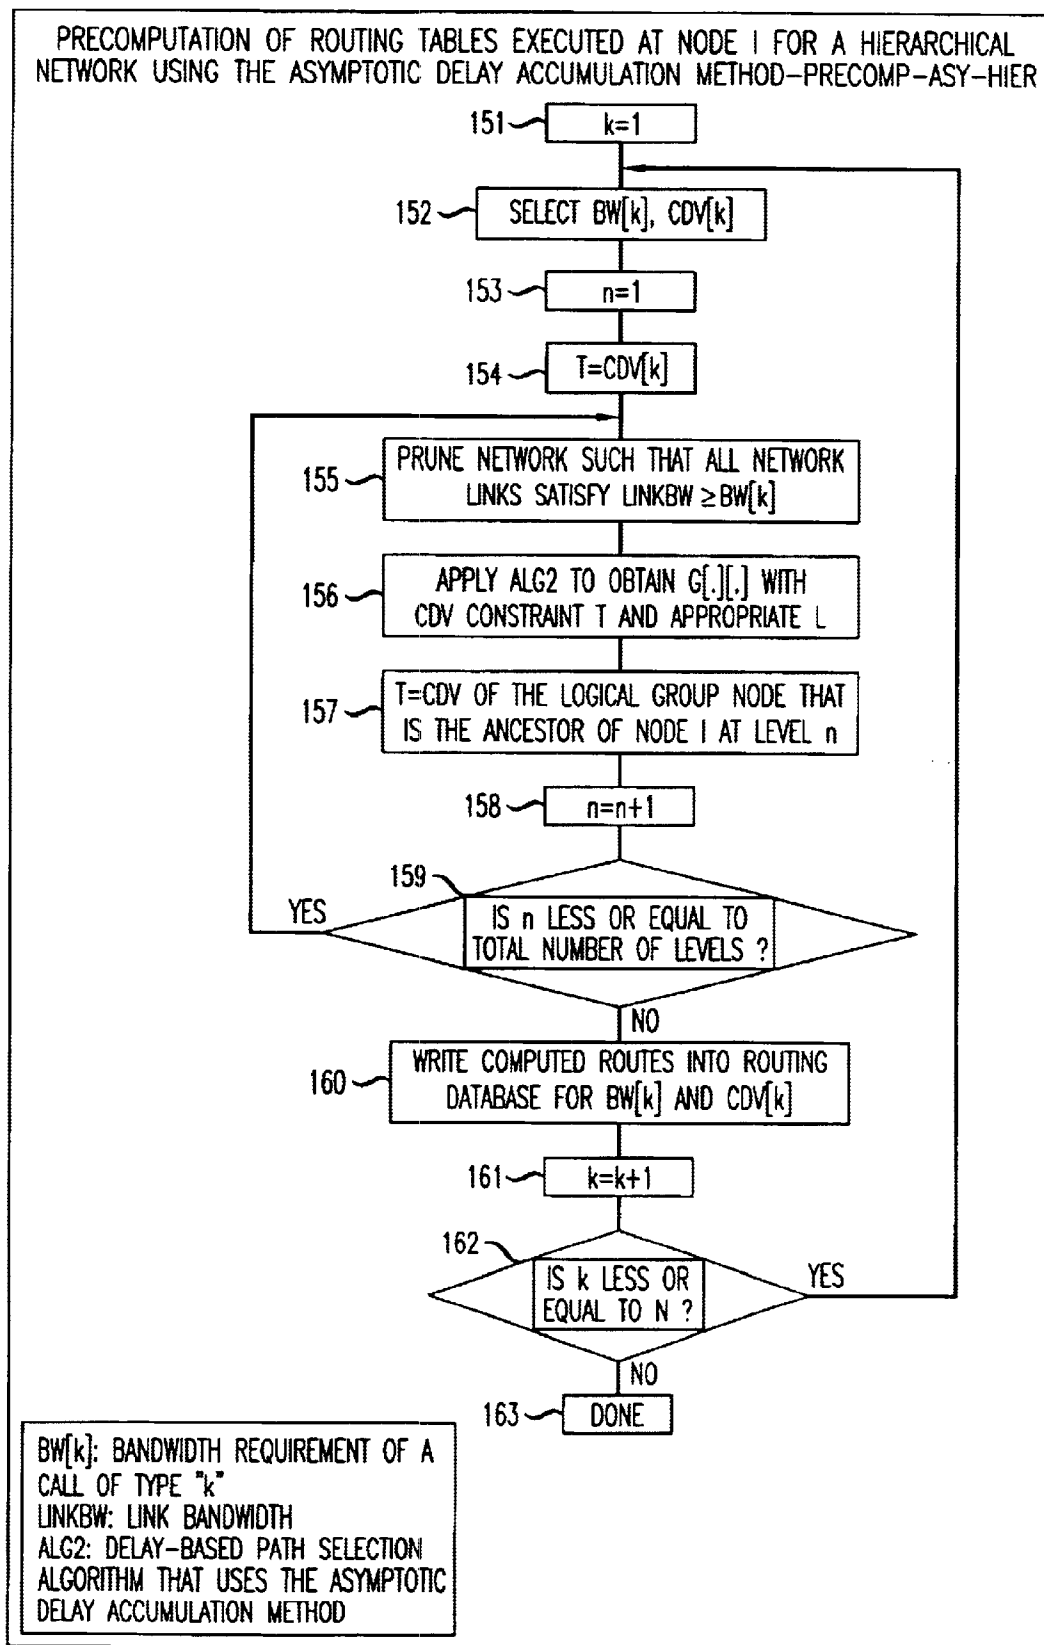 PRECOMPUTATION OF ROUTING TABLES EXECUTED AT NODE I FOR A HIERARCHICAL
NETWORK USING THE ASYMPTOTIC DELAY ACCUMULATION METHOD-PRECOMP-ASY-HIER
151
k=1
152
SELECT BW[k], CDV[k]
153
n=1
154
T=CDV[k]
155
PRUNE NETWORK SUCH THAT ALL NETWORK
LINKS SATISFY LINKBW ≥BW[k]
156
APPLY ALG2 TO OBTAIN G[.][.] WITH
CDV CONSTRAINT T AND APPROPRIATE L
157
T=CDV OF THE LOGICAL GROUP NODE THAT
IS THE ANCESTOR OF NODE I AT LEVEL n
158
n=n+1
159
YES
IS n LESS OR EQUAL TO
TOTAL NUMBER OF LEVELS ?
NO
160
WRITE COMPUTED ROUTES INTO ROUTING
DATABASE FOR BW[k] AND CDV[k]
161
k=k+1
162
IS k LESS OR
EQUAL TO N ?
YES
NO
163
DONE
BW[k]: BANDWIDTH REQUIREMENT OF A
CALL OF TYPE "k"
LINKBW: LINK BANDWIDTH
ALG2: DELAY-BASED PATH SELECTION
ALGORITHM THAT USES THE ASYMPTOTIC
DELAY ACCUMULATION METHOD